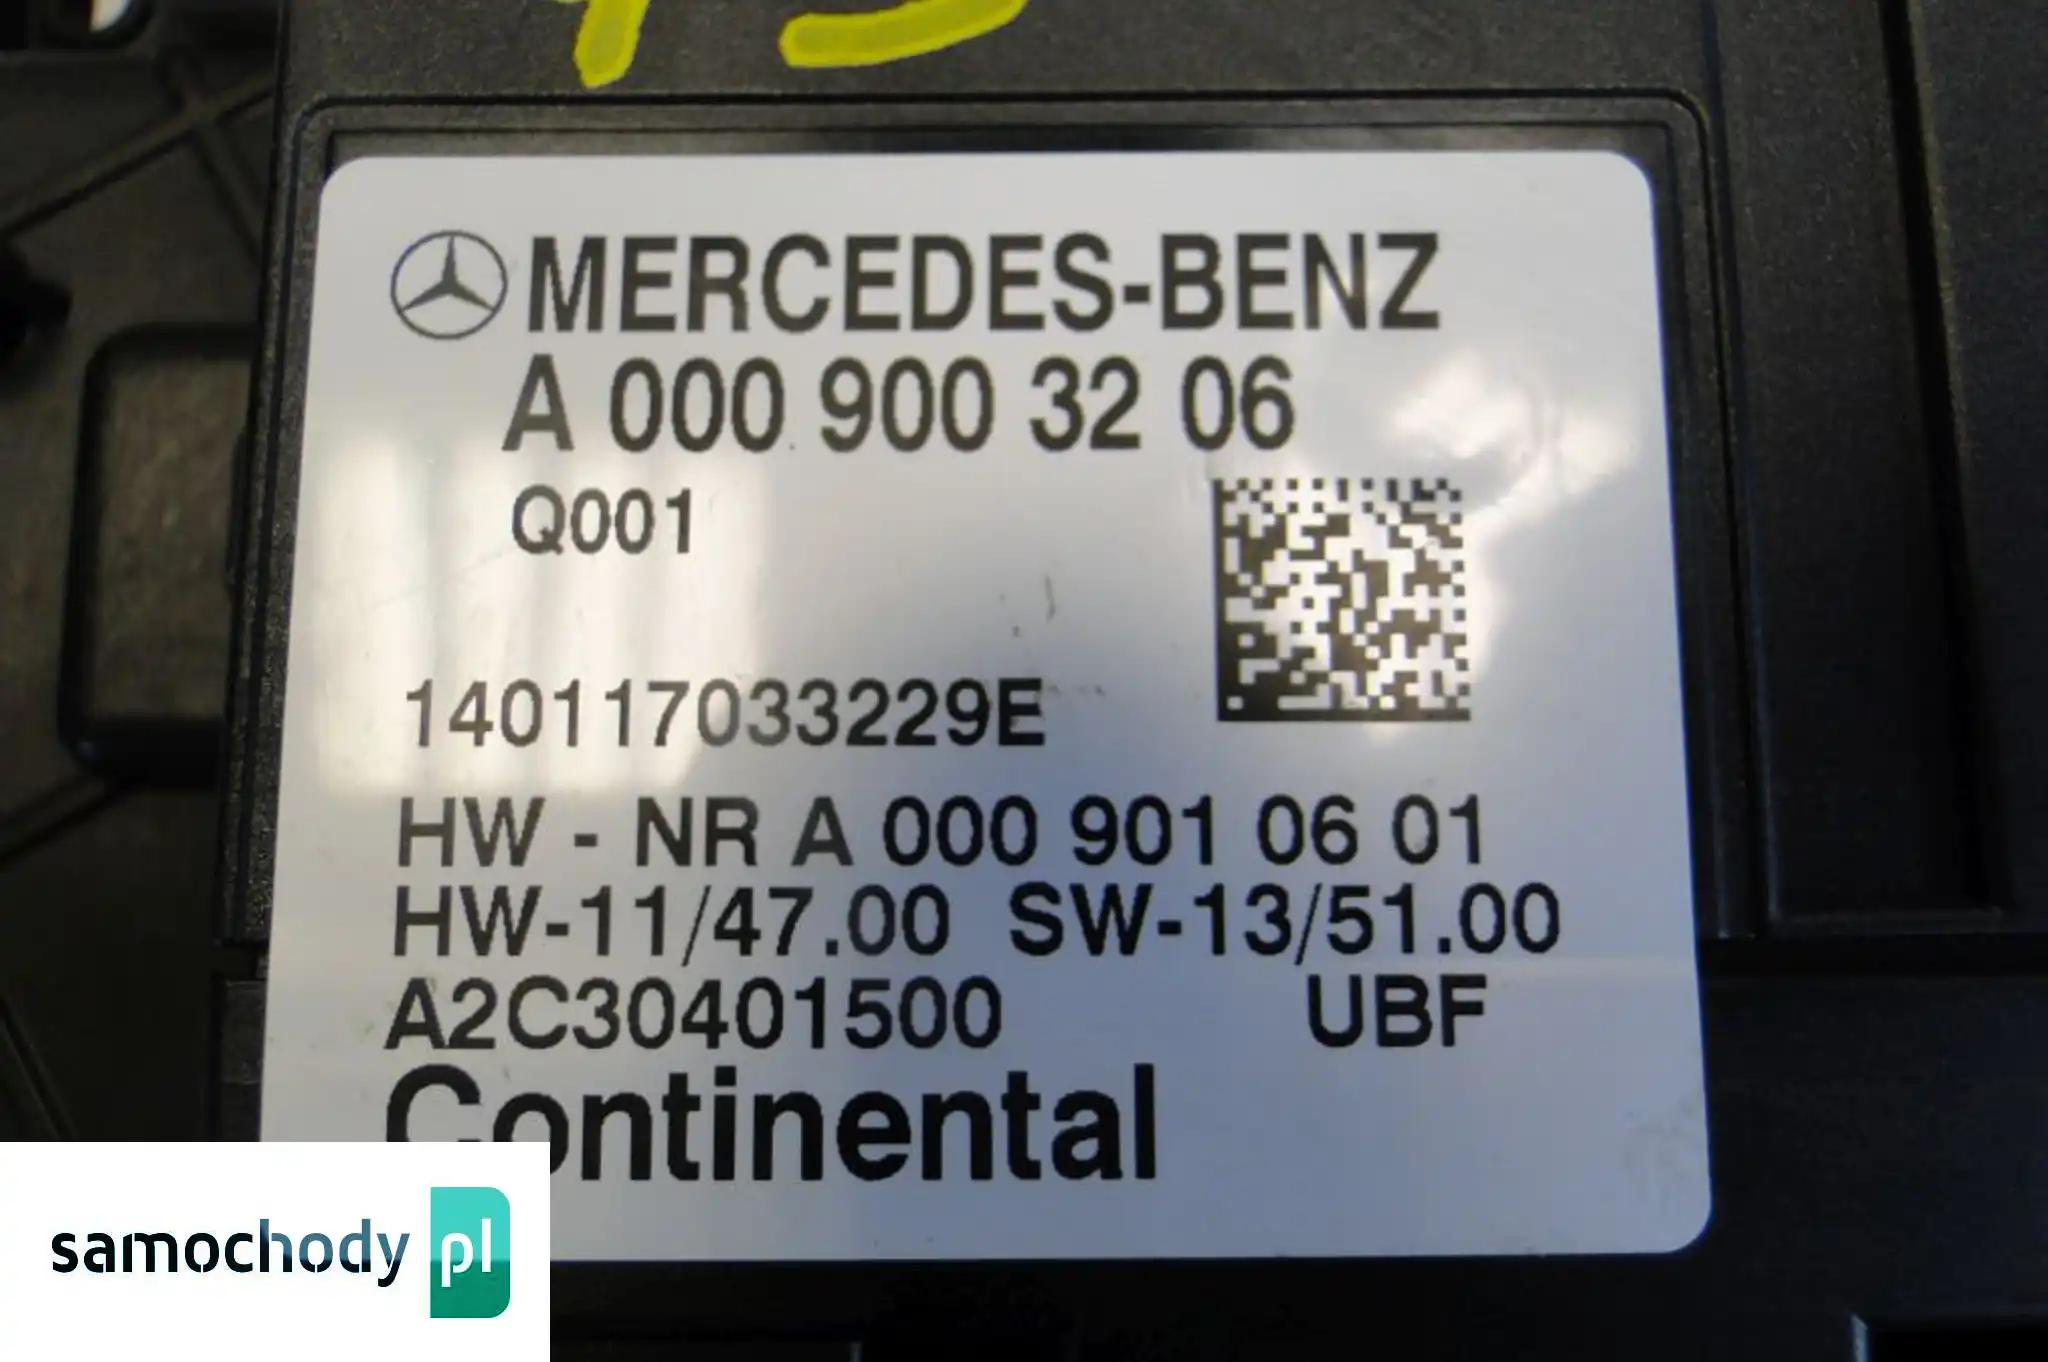 MERCEDES-BENZ
A 000 900 32 06
Q001
140117033229E
HW - NR A 000 901 06 01
HW-11/47.00 SW-13/51.00
A2C30401500 UBF
Continental
samochody pl